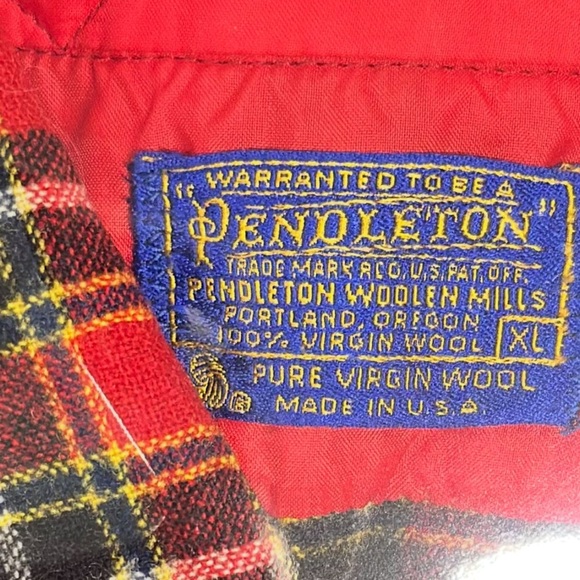 WARRANTED TO BE A
"PENDLETON"
TRADE MARK REG. U.S. PAT. OFF.
PENDLETON WOOLEN MILLS
PORTLAND, OREGON
100% VIRGIN WOOL XL
PURE VIRGIN WOOL
® MADE IN U.S.A.